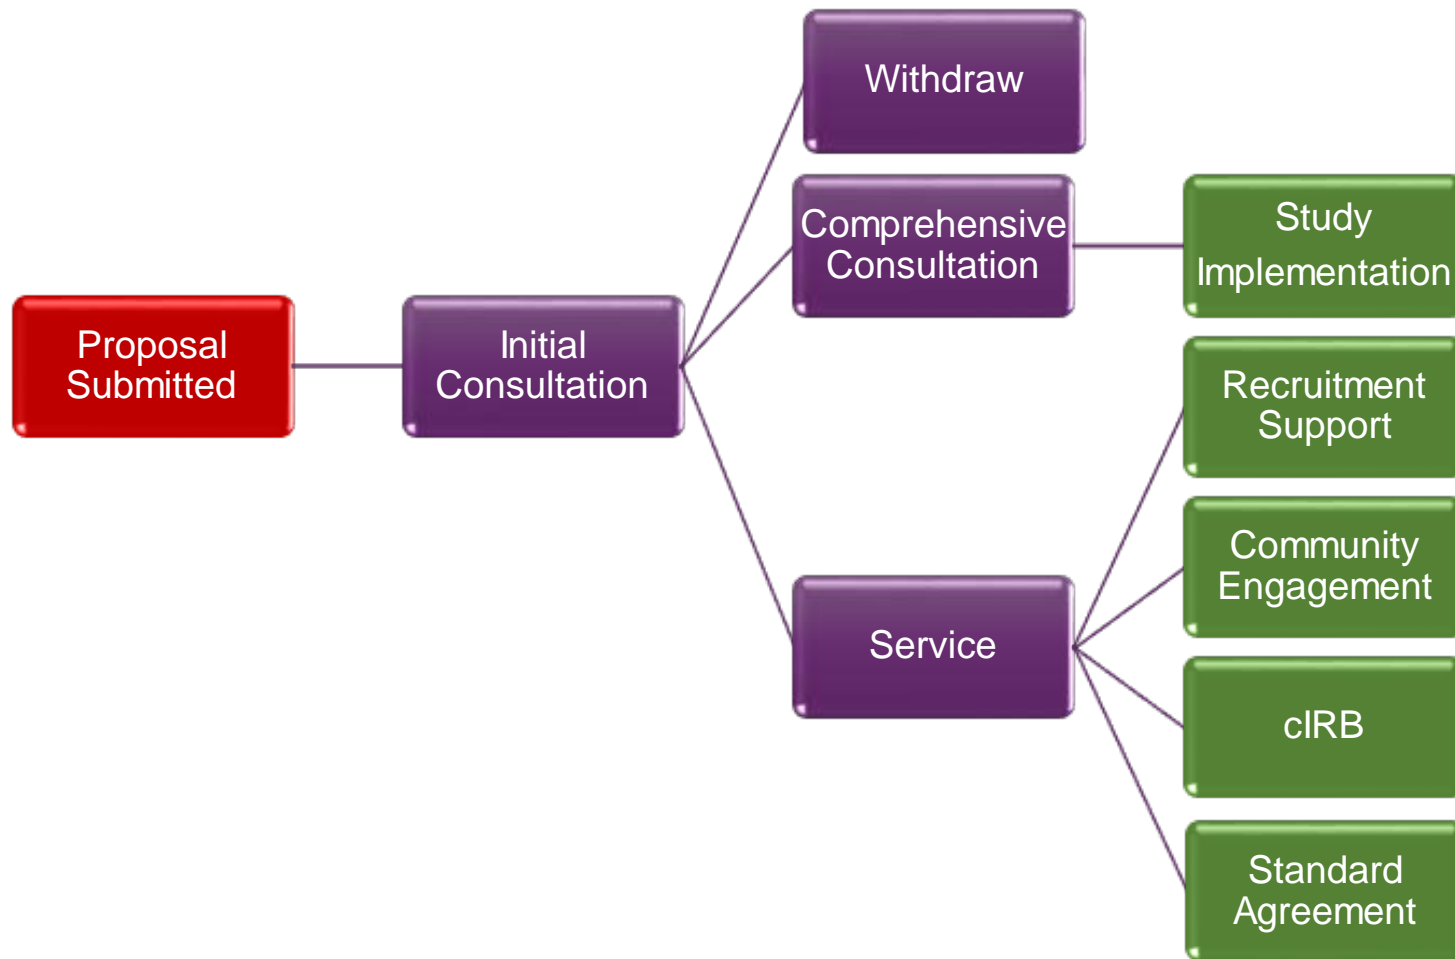 Withdraw
Comprehensive
Consultation
Study
Implementation
Proposal
Submitted
Initial
Consultation
Recruitment
Support
Community
Engagement
Service
cIRB
Standard
Agreement